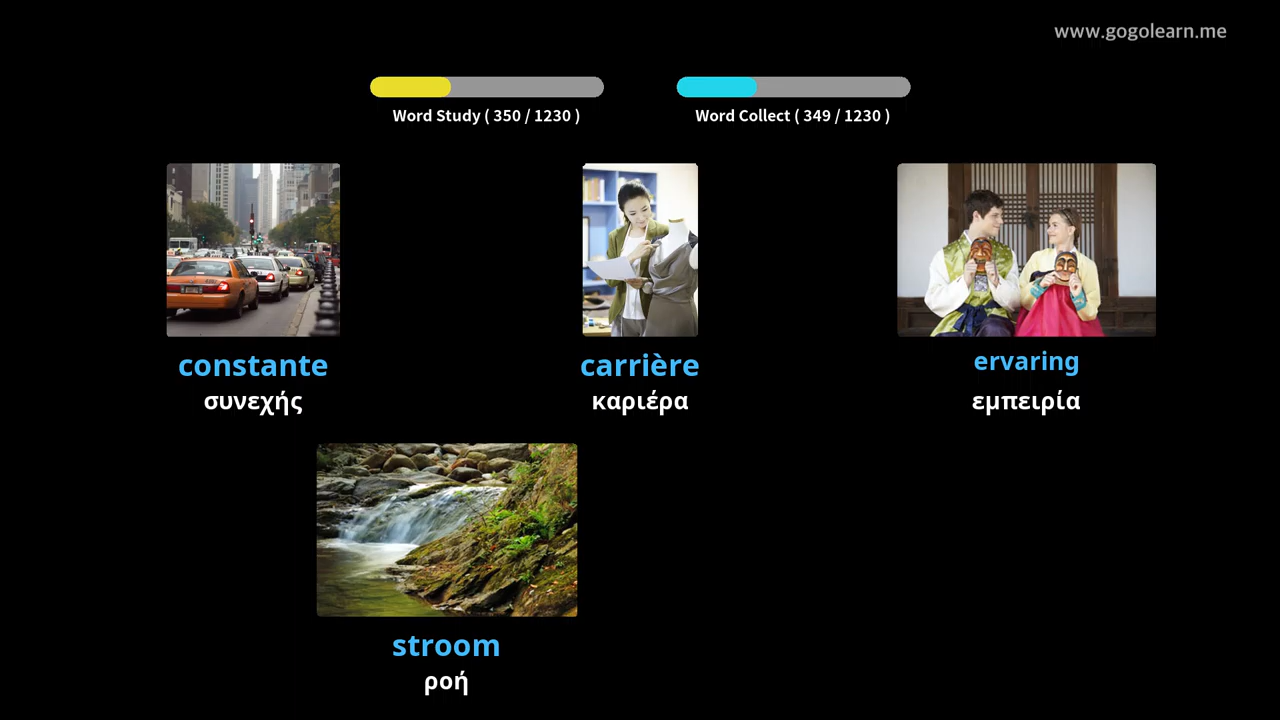 www.gogolearn.me
Word Study ( 350 / 1230 )
Word Collect ( 349 / 1230 )
constante
συνεχής
carrière
καριέρα
ervaring
εμπειρία
stroom
ροή